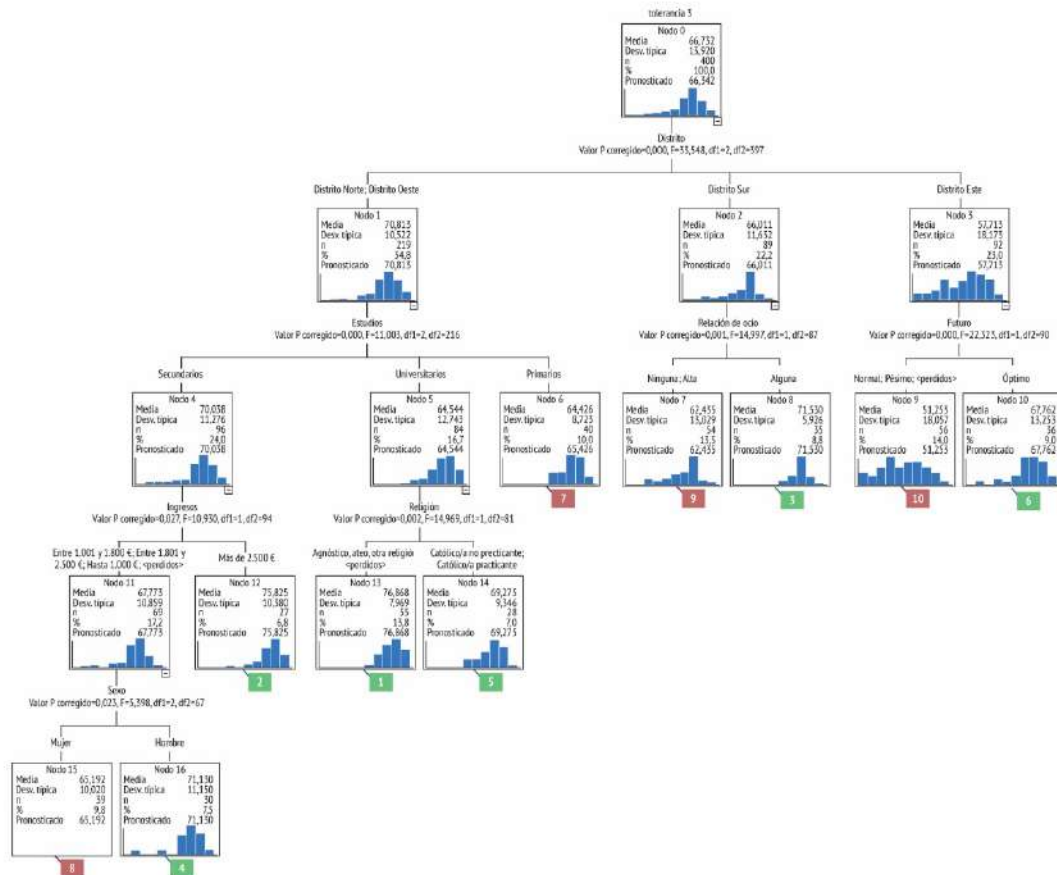 tolerancia 3
Nodo 0
Media 66,732
Desv. típica 13,920
n 400
% 100,0
Pronosticado 66,342
Distrito
Valor P corregido=0,000, F=33,548, df1=2, df2=397
Distrito Norte; Distrito Oeste
Distrito Sur
Distrito Este
Nodo 1
Media 70,813
Desv. típica 10,522
n 219
% 54,8
Pronosticado 70,813
Nodo 2
Media 66,011
Desv. típica 11,632
n 89
% 22,2
Pronosticado 66,011
Nodo 3
Media 57,713
Desv. típica 18,173
n 92
% 23,0
Pronosticado 57,713
Estudios
Valor P corregido=0,000, F=11,003, df1=2, df2=216
Relación de ocio
Valor P corregido=0,001, F=14,997, df1=1, df2=87
Futuro
Valor P corregido=0,000, F=22,323, df1=1, df2=90
Secundarios
Universitarios
Primarios
Ninguna; Alta
Alguna
Normal; Pésimo; <perdidos>
Óptimo
Nodo 4
Media 70,038
Desv. típica 11,276
n 96
% 24,0
Pronosticado 70,038
Nodo 5
Media 64,544
Desv. típica 12,743
n 84
% 16,7
Pronosticado 64,544
Nodo 6
Media 64,426
Desv. típica 8,723
n 40
% 10,0
Pronosticado 65,426
7
Nodo 7
Media 62,435
Desv. típica 13,029
n 54
% 13,5
Pronosticado 62,435
9
Nodo 8
Media 71,530
Desv. típica 5,926
n 35
% 8,8
Pronosticado 71,530
3
Nodo 9
Media 51,253
Desv. típica 18,057
n 56
% 14,0
Pronosticado 51,253
10
Nodo 10
Media 67,762
Desv. típica 13,253
n 36
% 9,0
Pronosticado 67,762
6
Ingresos
Valor P corregido=0,027, F=10,930, df1=1, df2=94
Religión
Valor P corregido=0,002, F=14,969, df1=1, df2=81
Entre 1.001 y 1.800 €; Entre 1.801 y
2.500 €; Hasta 1.000 €; <perdidos>
Más de 2.500 €
Agnóstico, ateo, otra religió
<perdidos>
Católico/a no precticante;
Católico/a practicante
Nodo 11
Media 67,773
Desv. típica 10,859
n 69
% 17,2
Pronosticado 67,773
Nodo 12
Media 75,825
Desv. típica 10,380
n 27
% 6,8
Pronosticado 75,825
2
Nodo 13
Media 76,868
Desv. típica 7,969
n 55
% 13,8
Pronosticado 76,868
1
Nodo 14
Media 69,275
Desv. típica 9,346
n 28
% 7,0
Pronosticado 69,275
5
Sexo
Valor P corregido=0,023, F=5,398, df1=2, df2=67
Mujer
Hombre
Nodo 15
Media 65,192
Desv. típica 10,020
n 39
% 9,8
Pronosticado 65,192
8
Nodo 16
Media 71,130
Desv. típica 11,150
n 30
% 7,5
Pronosticado 71,130
4